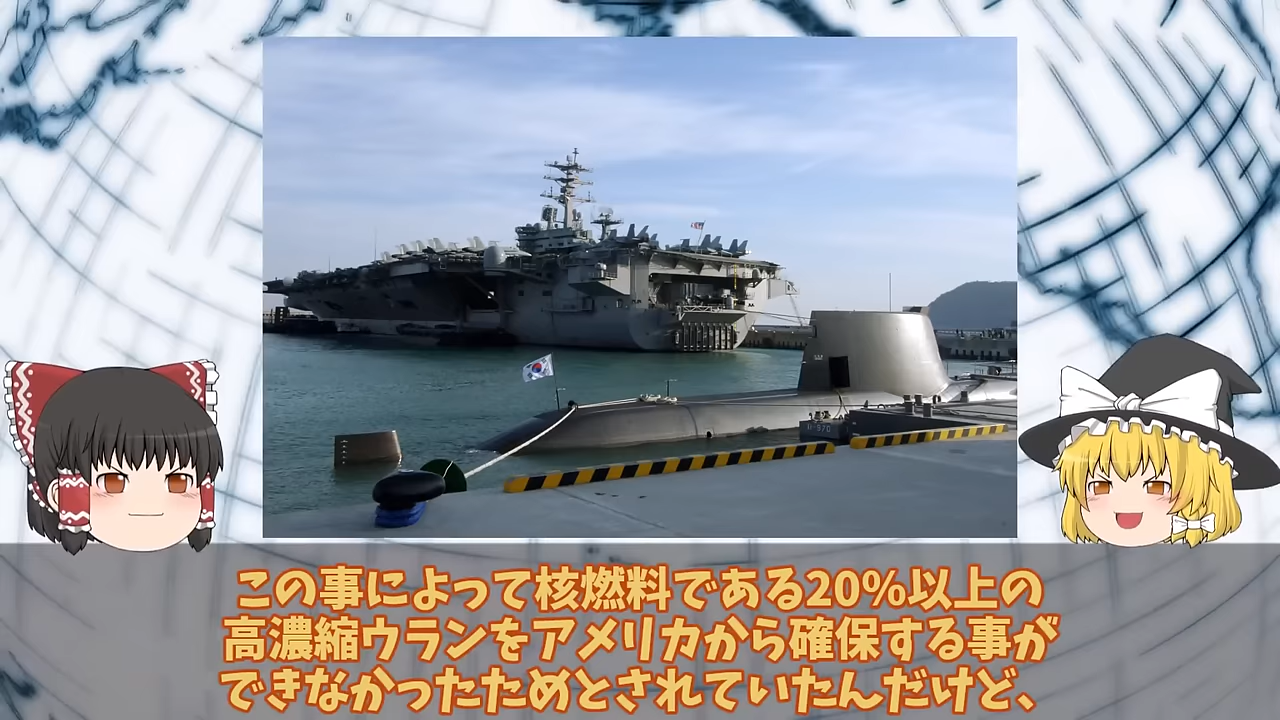 この事によって核燃料である20%以上の
高濃縮ウランをアメリカから確保する事が
できなかったためとされていたんだけど、